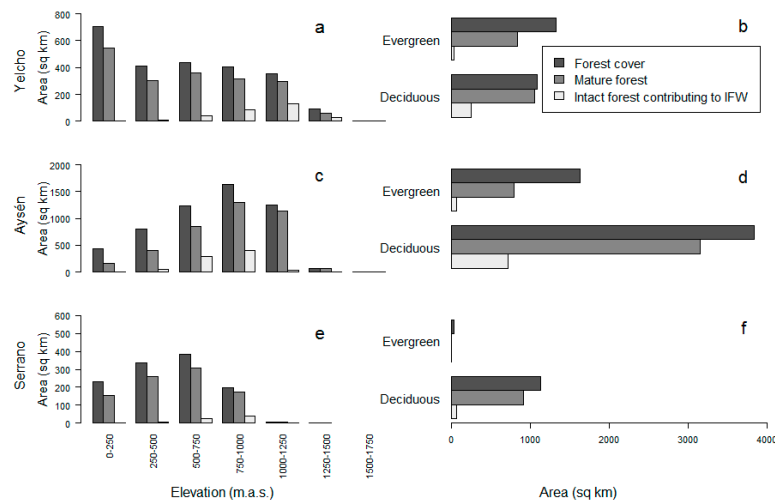 a
Yelcho
Area (sq km)
800
600
400
200
0
b
Evergreen
Deciduous
Forest cover
Mature forest
Intact forest contributing to IFW
c
Aysén
Area (sq km)
2000
1500
1000
500
0
d
Evergreen
Deciduous
e
Serrano
Area (sq km)
600
500
400
300
200
100
0
0-250
250-500
500-750
750-1000
1000-1250
1250-1500
1500-1750
Elevation (m.a.s.)
f
Evergreen
Deciduous
0
1000
2000
3000
4000
Area (sq km)